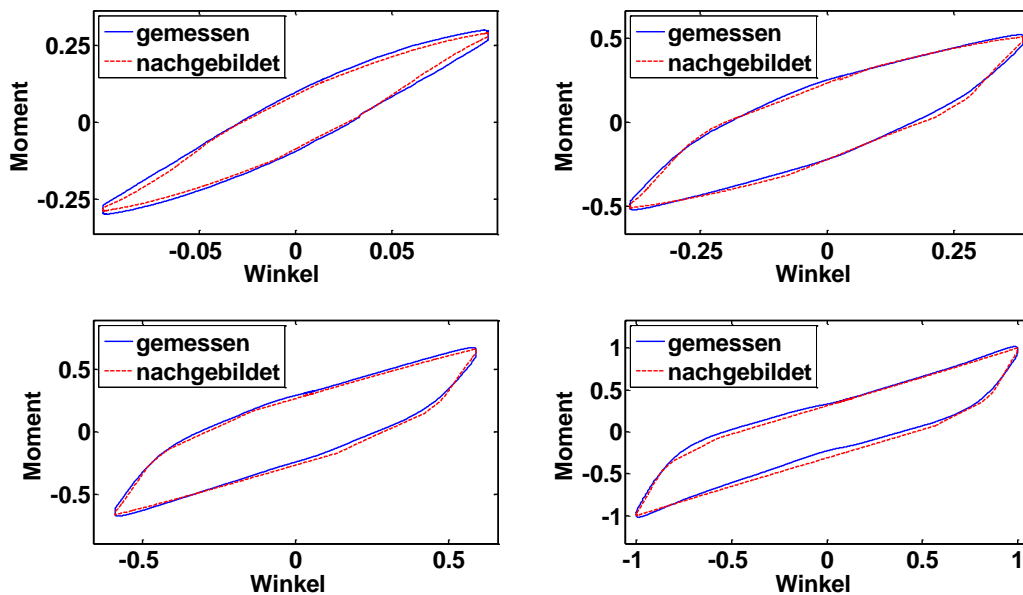 gemessen
nachgebildet
Moment
0.25
0
-0.25
-0.05
0
0.05
Winkel
gemessen
nachgebildet
Moment
0.5
0
-0.5
-0.25
0
0.25
Winkel
gemessen
nachgebildet
Moment
0.5
0
-0.5
-0.5
0
0.5
Winkel
gemessen
nachgebildet
Moment
1
0.5
0
-0.5
-1
-1
-0.5
0
0.5
1
Winkel